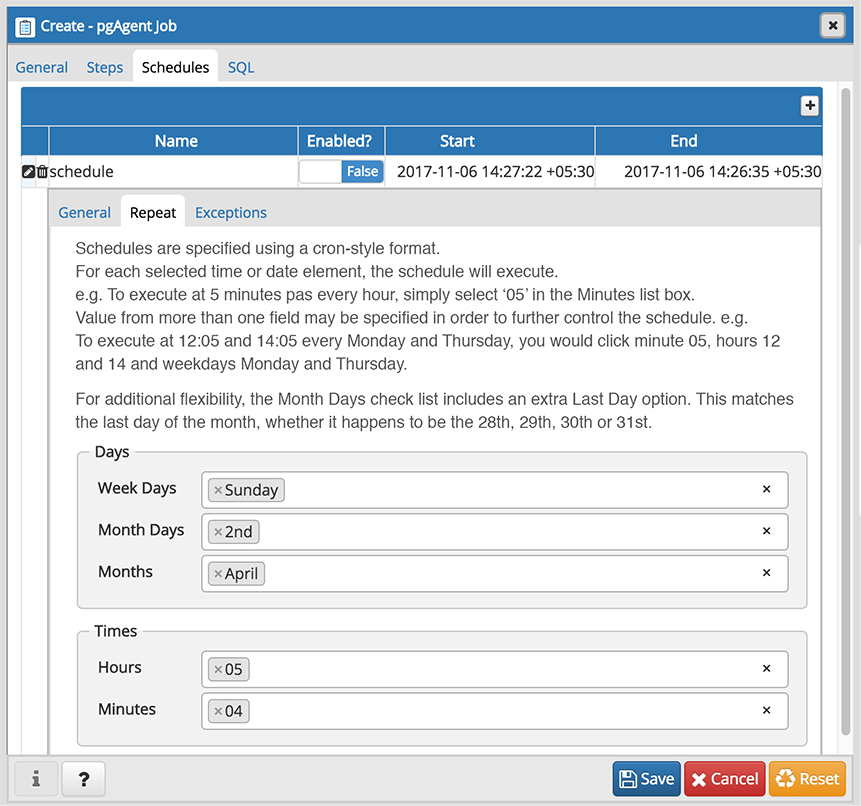 Create - pgAgent Job
General Steps Schedules SQL
Name Enabled? Start End
schedule False 2017-11-06 14:27:22 +05:30 2017-11-06 14:26:35 +05:30
General Repeat Exceptions
Schedules are specified using a cron-style format.
For each selected time or date element, the schedule will execute.
e.g. To execute at 5 minutes pas every hour, simply select ‘05’ in the Minutes list box.
Value from more than one field may be specified in order to further control the schedule. e.g.
To execute at 12:05 and 14:05 every Monday and Thursday, you would click minute 05, hours 12
and 14 and weekdays Monday and Thursday.
For additional flexibility, the Month Days check list includes an extra Last Day option. This matches
the last day of the month, whether it happens to be the 28th, 29th, 30th or 31st.
Days
Week Days ×Sunday ×
Month Days ×2nd ×
Months ×April ×
Times
Hours ×05 ×
Minutes ×04 ×
i ? Save Cancel Reset